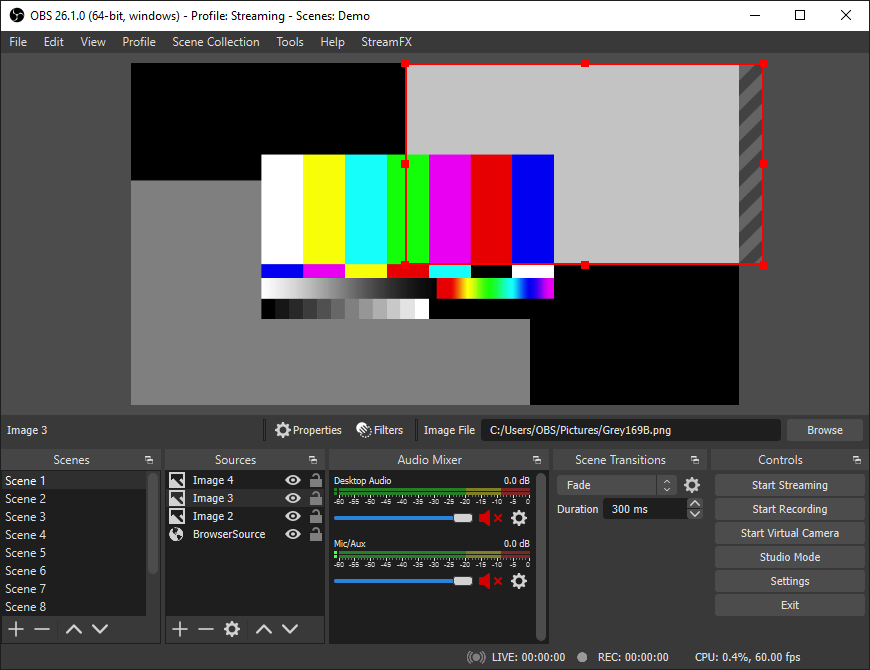 OBS 26.1.0 (64-bit, windows) - Profile: Streaming - Scenes: Demo
File Edit View Profile Scene Collection Tools Help StreamFX
Image 3 Properties Filters Image File C:/Users/OBS/Pictures/Grey169B.png Browse
Scenes
Scene 1
Scene 2
Scene 3
Scene 4
Scene 5
Scene 6
Scene 7
Scene 8
Sources
Image 4
Image 3
Image 2
BrowserSource
Audio Mixer
Desktop Audio 0.0 dB
-60 -55 -50 -45 -40 -35 -30 -25 -20 -15 -10 -5 0
Mic/Aux 0.0 dB
-60 -55 -50 -45 -40 -35 -30 -25 -20 -15 -10 -5 0
Scene Transitions
Fade
Duration 300 ms
Controls
Start Streaming
Start Recording
Start Virtual Camera
Studio Mode
Settings
Exit
LIVE: 00:00:00 REC: 00:00:00 CPU: 0.4%, 60.00 fps